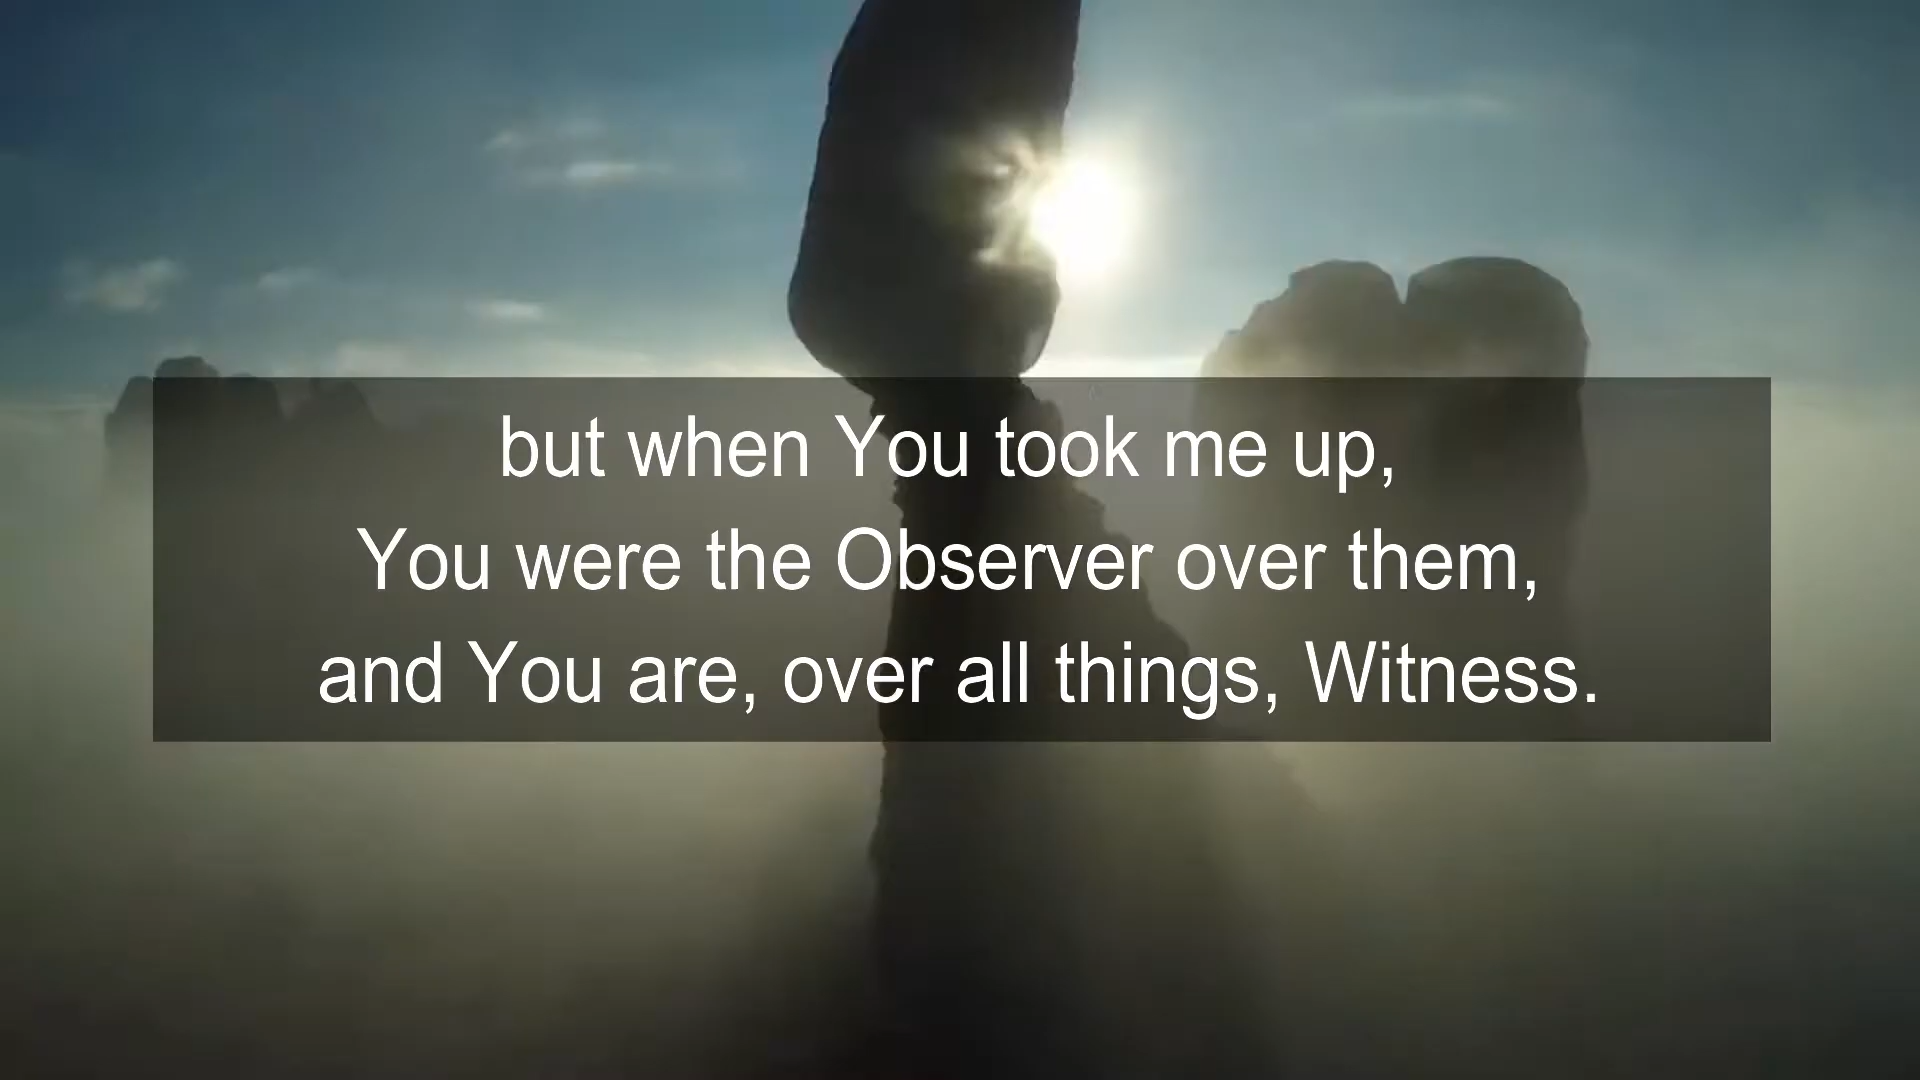 but when You took me up,
You were the Observer over them,
and You are, over all things, Witness.